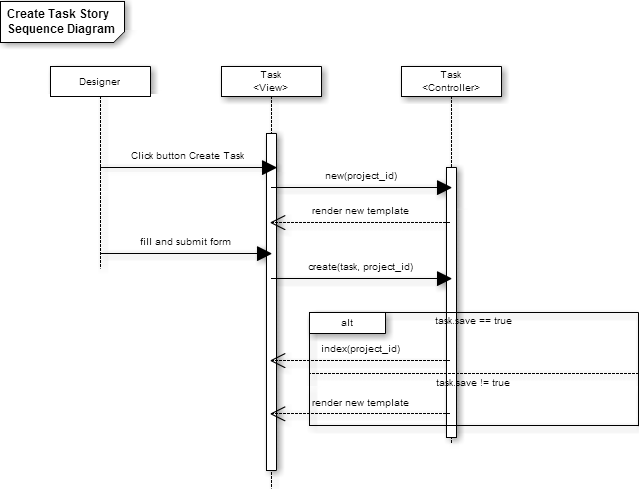 Create Task Story
Sequence Diagram
Designer
Task
<View>
Task
<Controller>
Click button Create Task
new(project_id)
render new template
fill and submit form
create(task, project_id)
alt
task.save == true
index(project_id)
task.save != true
render new template